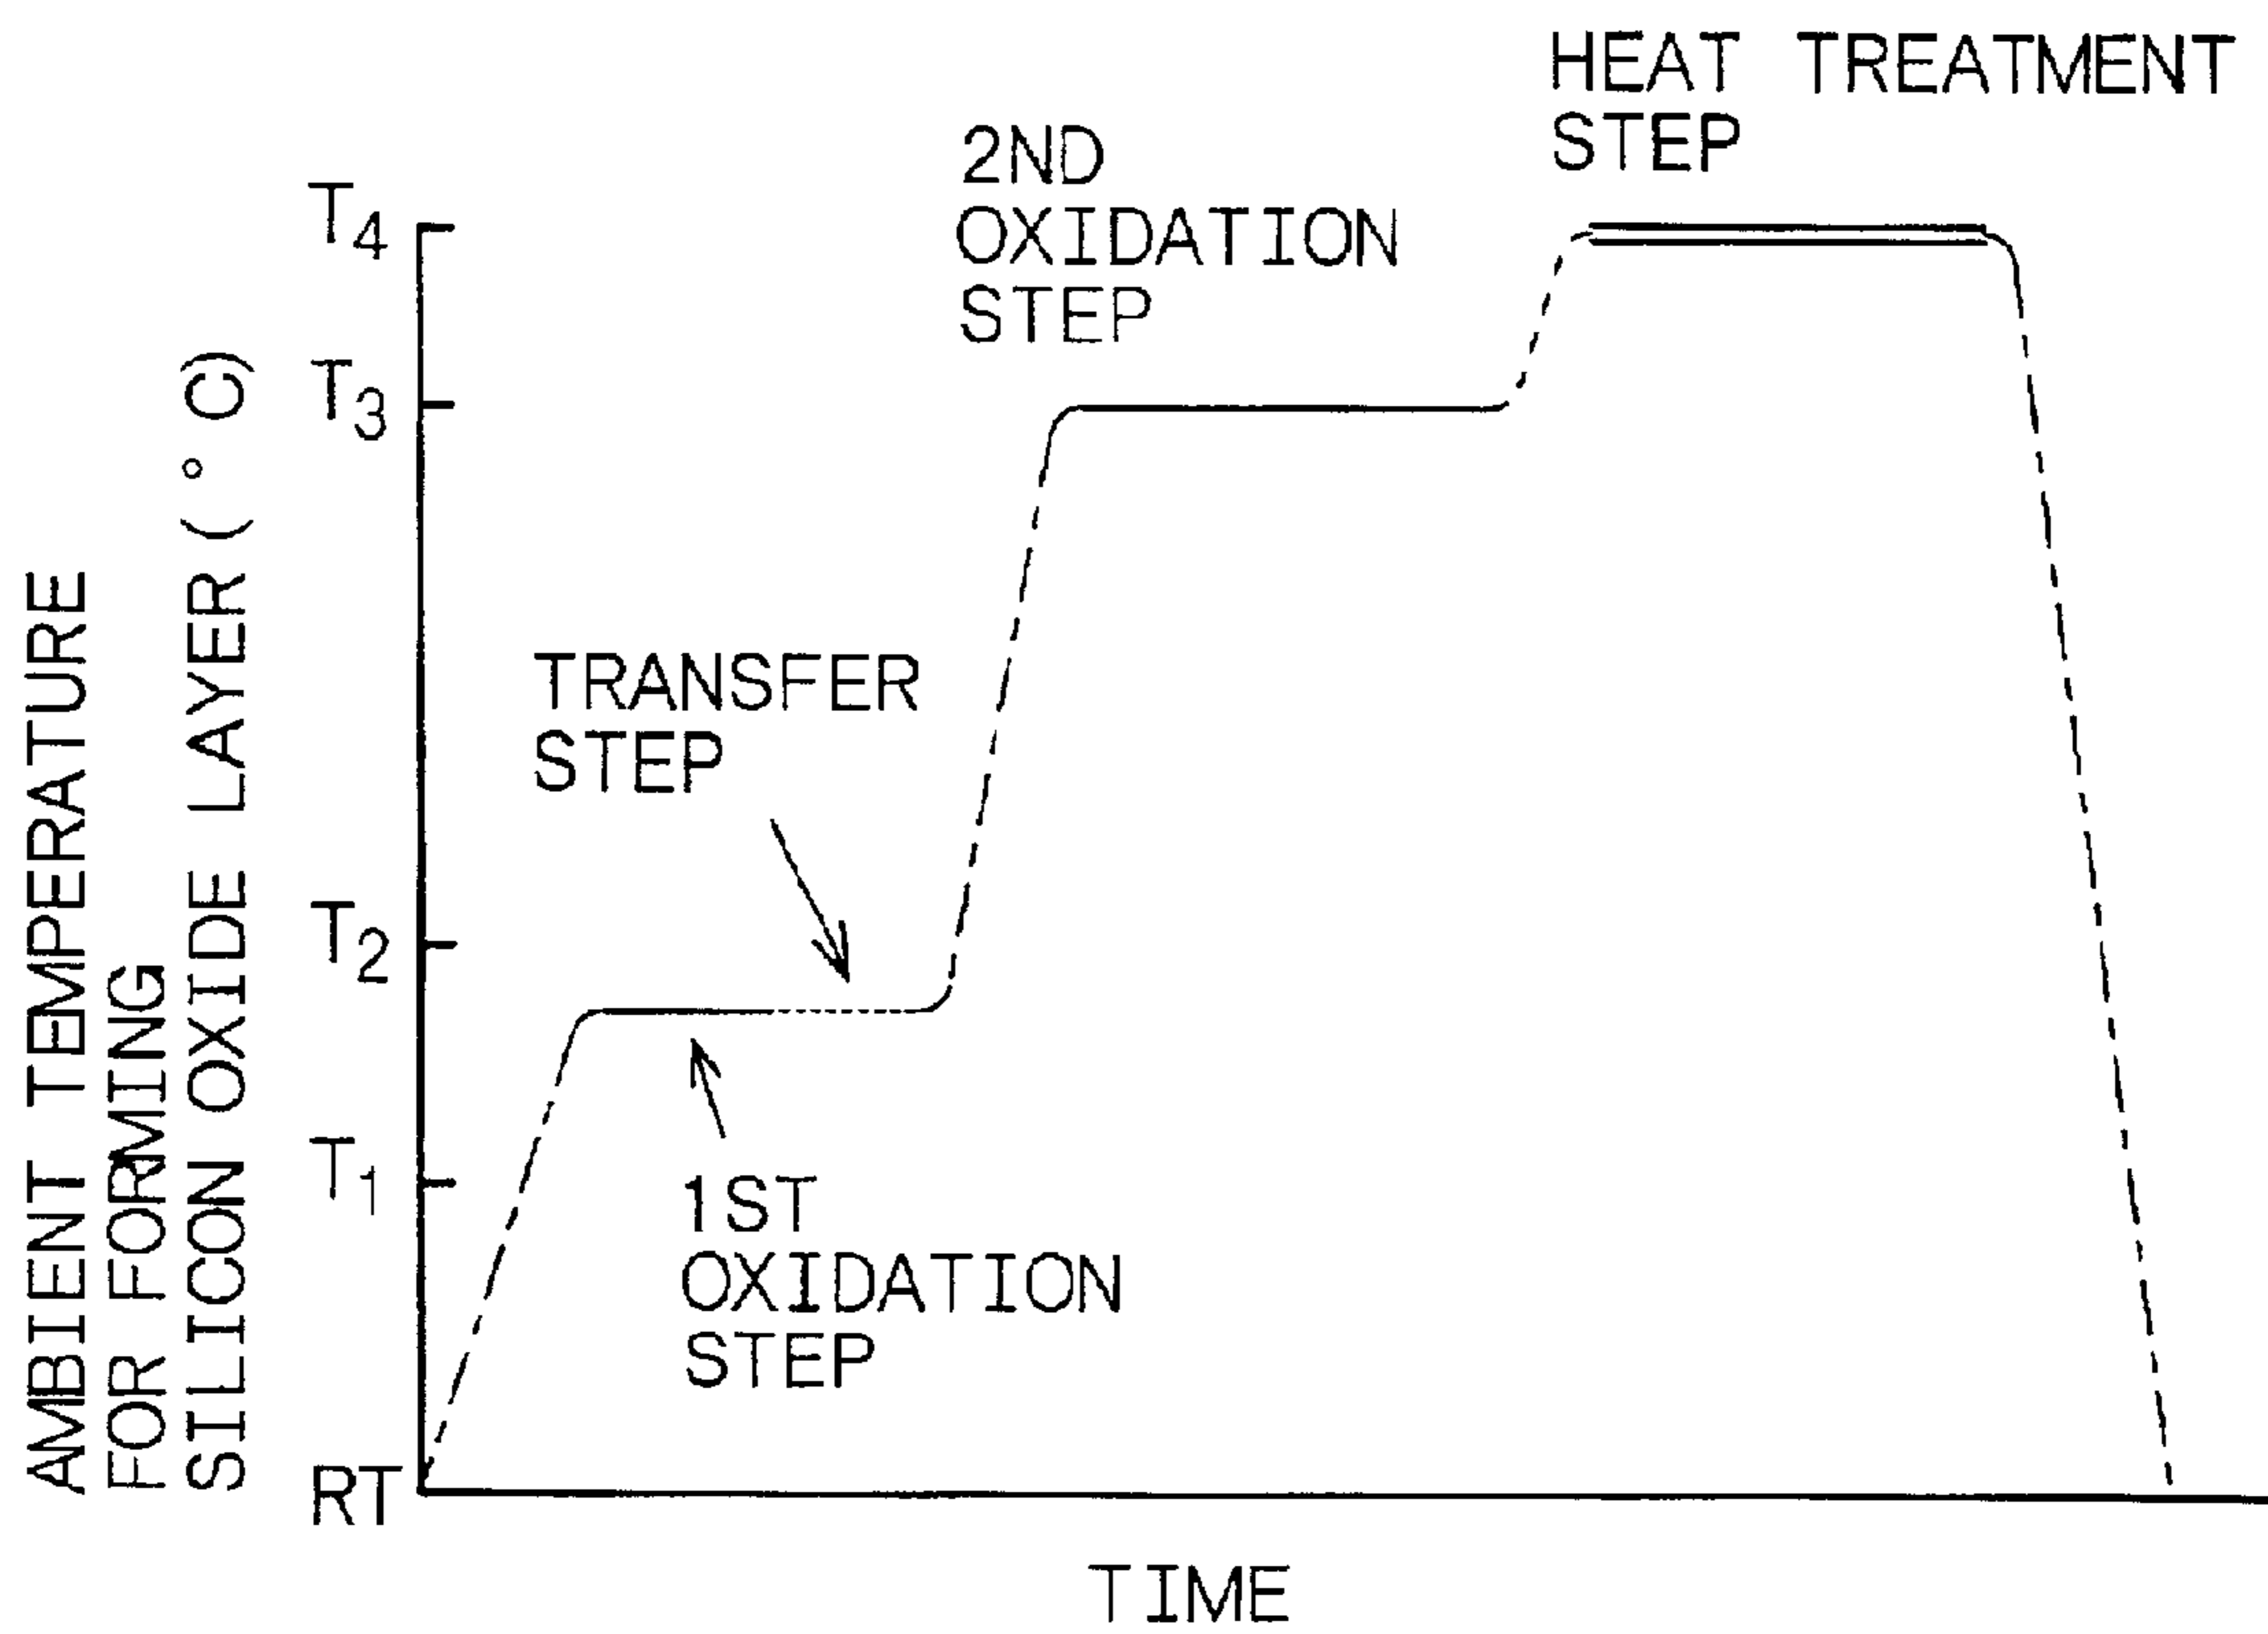 HEAT TREATMENT
STEP
2ND
OXIDATION
STEP
T4
T3
TRANSFER
STEP
T2
T1
1ST
OXIDATION
STEP
RT
TIME
AMBIENT TEMPERATURE
FOR FORMING
SILICON OXIDE LAYER (° C)